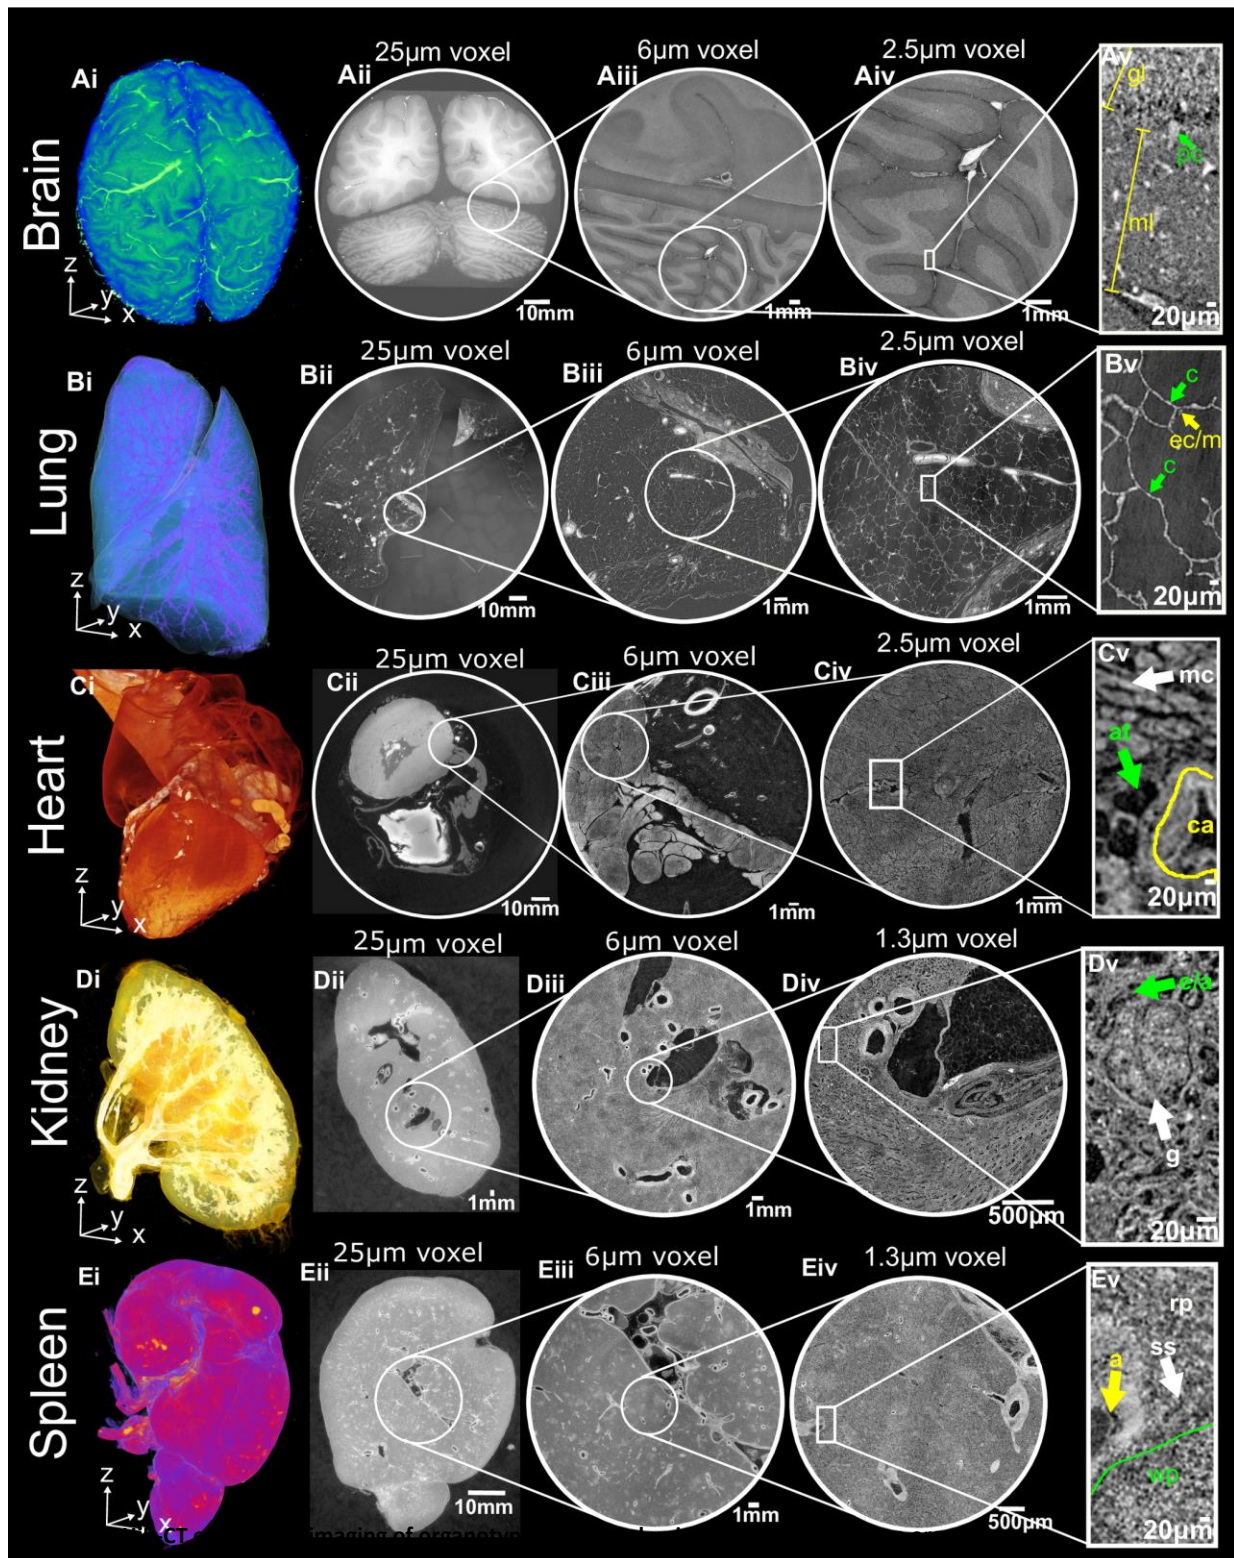 Brain
Ai
z
y
x
25µm voxel
Aii
10mm
6µm voxel
Aiii
1mm
2.5µm voxel
Aiv
1mm
Av
gl
pc
ml
20µm
Lung
Bi
z
y
x
25µm voxel
Bii
10mm
6µm voxel
Biii
1mm
2.5µm voxel
Biv
1mm
Bv
c
ec/m
c
20µm
Heart
Ci
z
y
x
25µm voxel
Cii
10mm
6µm voxel
Ciii
1mm
2.5µm voxel
Civ
1mm
Cv
mc
at
ca
20µm
Kidney
Di
z
y
x
25µm voxel
Dii
1mm
6µm voxel
Diii
1mm
1.3µm voxel
Div
500µm
Dv
e/a
g
20µm
Spleen
Ei
z
y
x
25µm voxel
Eii
10mm
6µm voxel
Eiii
1mm
1.3µm voxel
Eiv
500µm
Ev
rp
ss
a
wp
20µm
imaging of